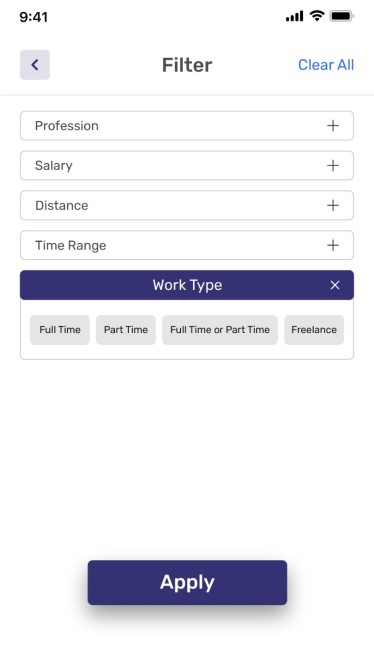 9:41
Filter
Clear All
Profession
Salary
Distance
Time Range
Work Type
Full Time
Part Time
Full Time or Part Time
Freelance
Apply